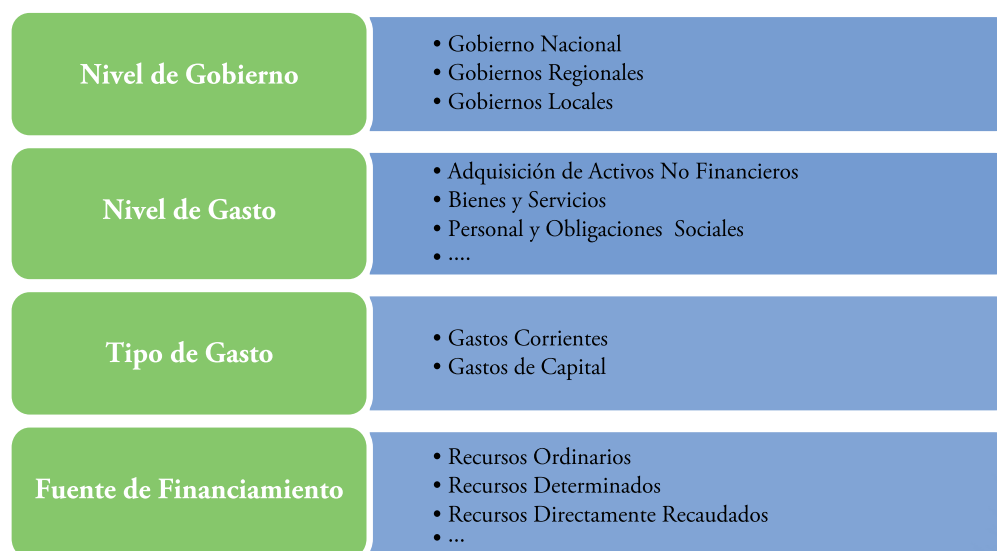 Nivel de Gobierno
• Gobierno Nacional
• Gobiernos Regionales
• Gobiernos Locales
Nivel de Gasto
• Adquisición de Activos No Financieros
• Bienes y Servicios
• Personal y Obligaciones  Sociales
• ....
Tipo de Gasto
• Gastos Corrientes
• Gastos de Capital
Fuente de Financiamiento
• Recursos Ordinarios
• Recursos Determinados
• Recursos Directamente Recaudados
• ...